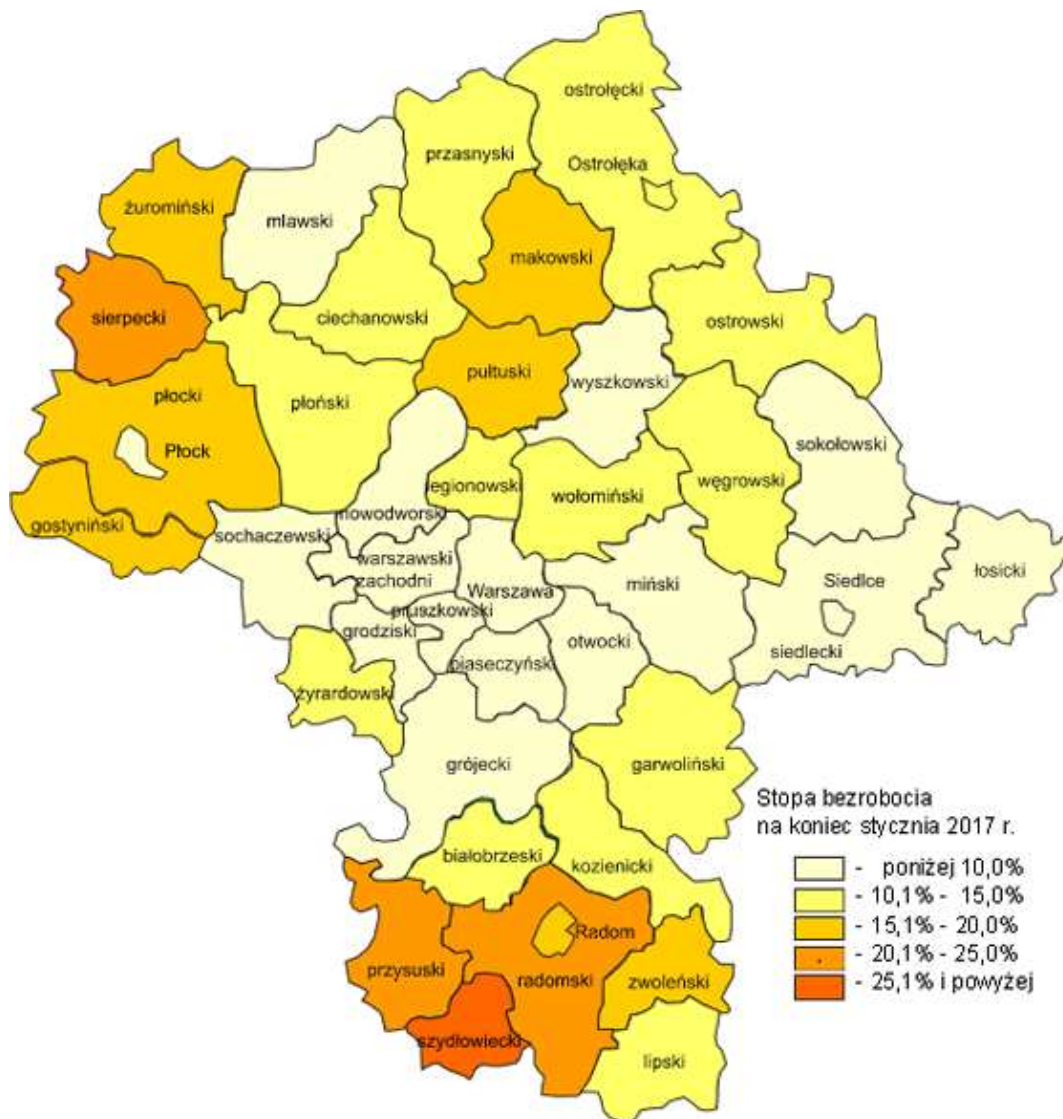 ostrołęcki
przasnyski
Ostrołęka
żuromiński
mlawski
makowski
sierpecki
ciechanowski
ostrowski
pułtuski
wyszkowski
płocki
płoński
sokołowski
Płock
legionowski
wołomiński
węgrowski
gostyniński
nowodworski
sochaczewski
warszawski
zachodni
Warszawa
miński
Siedlce
łosicki
pruszkowski
grodziski
otwocki
siedlecki
piaseczyński
żyrardowski
grójecki
garwoliński
Stopa bezrobocia
na koniec stycznia 2017 r.
białobrzeski
kozienicki
- poniżej 10,0%
- 10,1% - 15,0%
- 15,1% - 20,0%
- 20,1% - 25,0%
- 25,1% i powyżej
Radom
przysuski
radomski
zwoleński
szydłowiecki
lipski